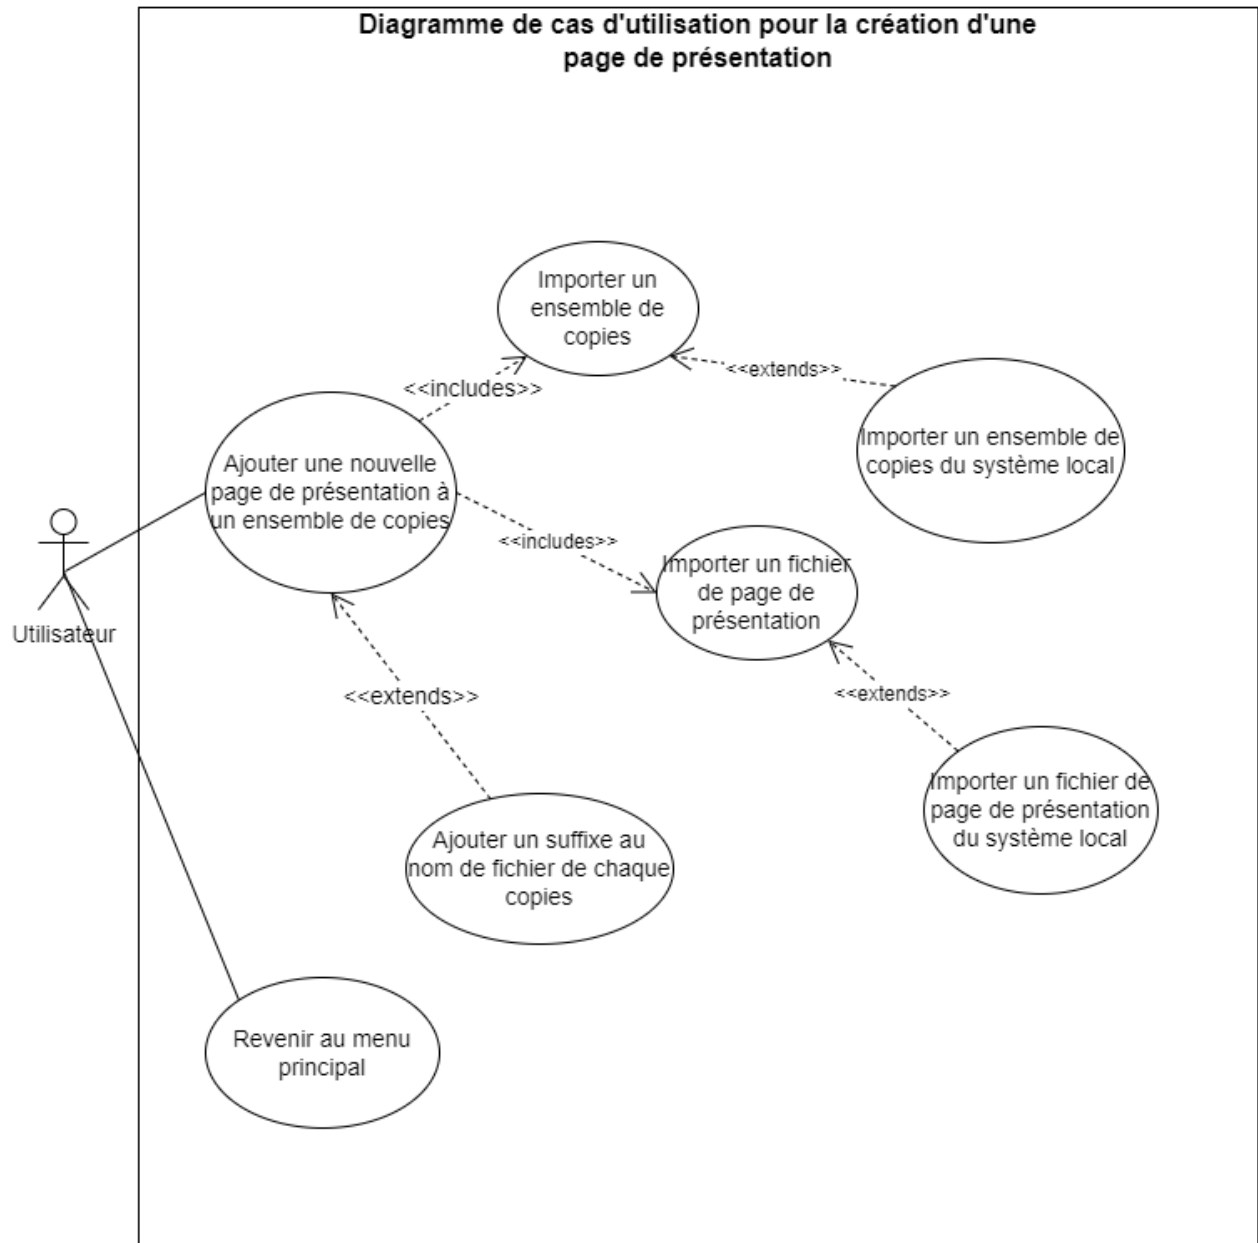 Diagramme de cas d'utilisation pour la création d'une
page de présentation
Importer un
ensemble de
copies
<<extends>>
<<includes>>
Importer un ensemble de
copies du système local
Ajouter une nouvelle
page de présentation à
un ensemble de copies
<<includes>>
Importer un fichier
de page de
présentation
Utilisateur
<<extends>>
<<extends>>
Importer un fichier de
page de présentation
du système local
Ajouter un suffixe au
nom de fichier de chaque
copies
Revenir au menu
principal